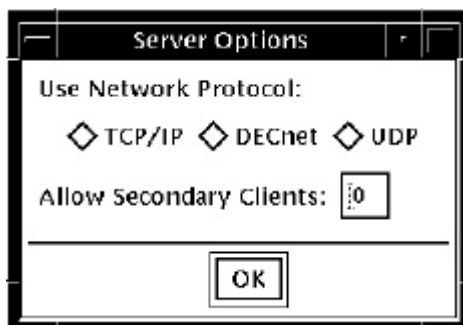 Server Options
Use Network Protocol:
TCP/IP DECnet UDP
Allow Secondary Clients: 0
OK